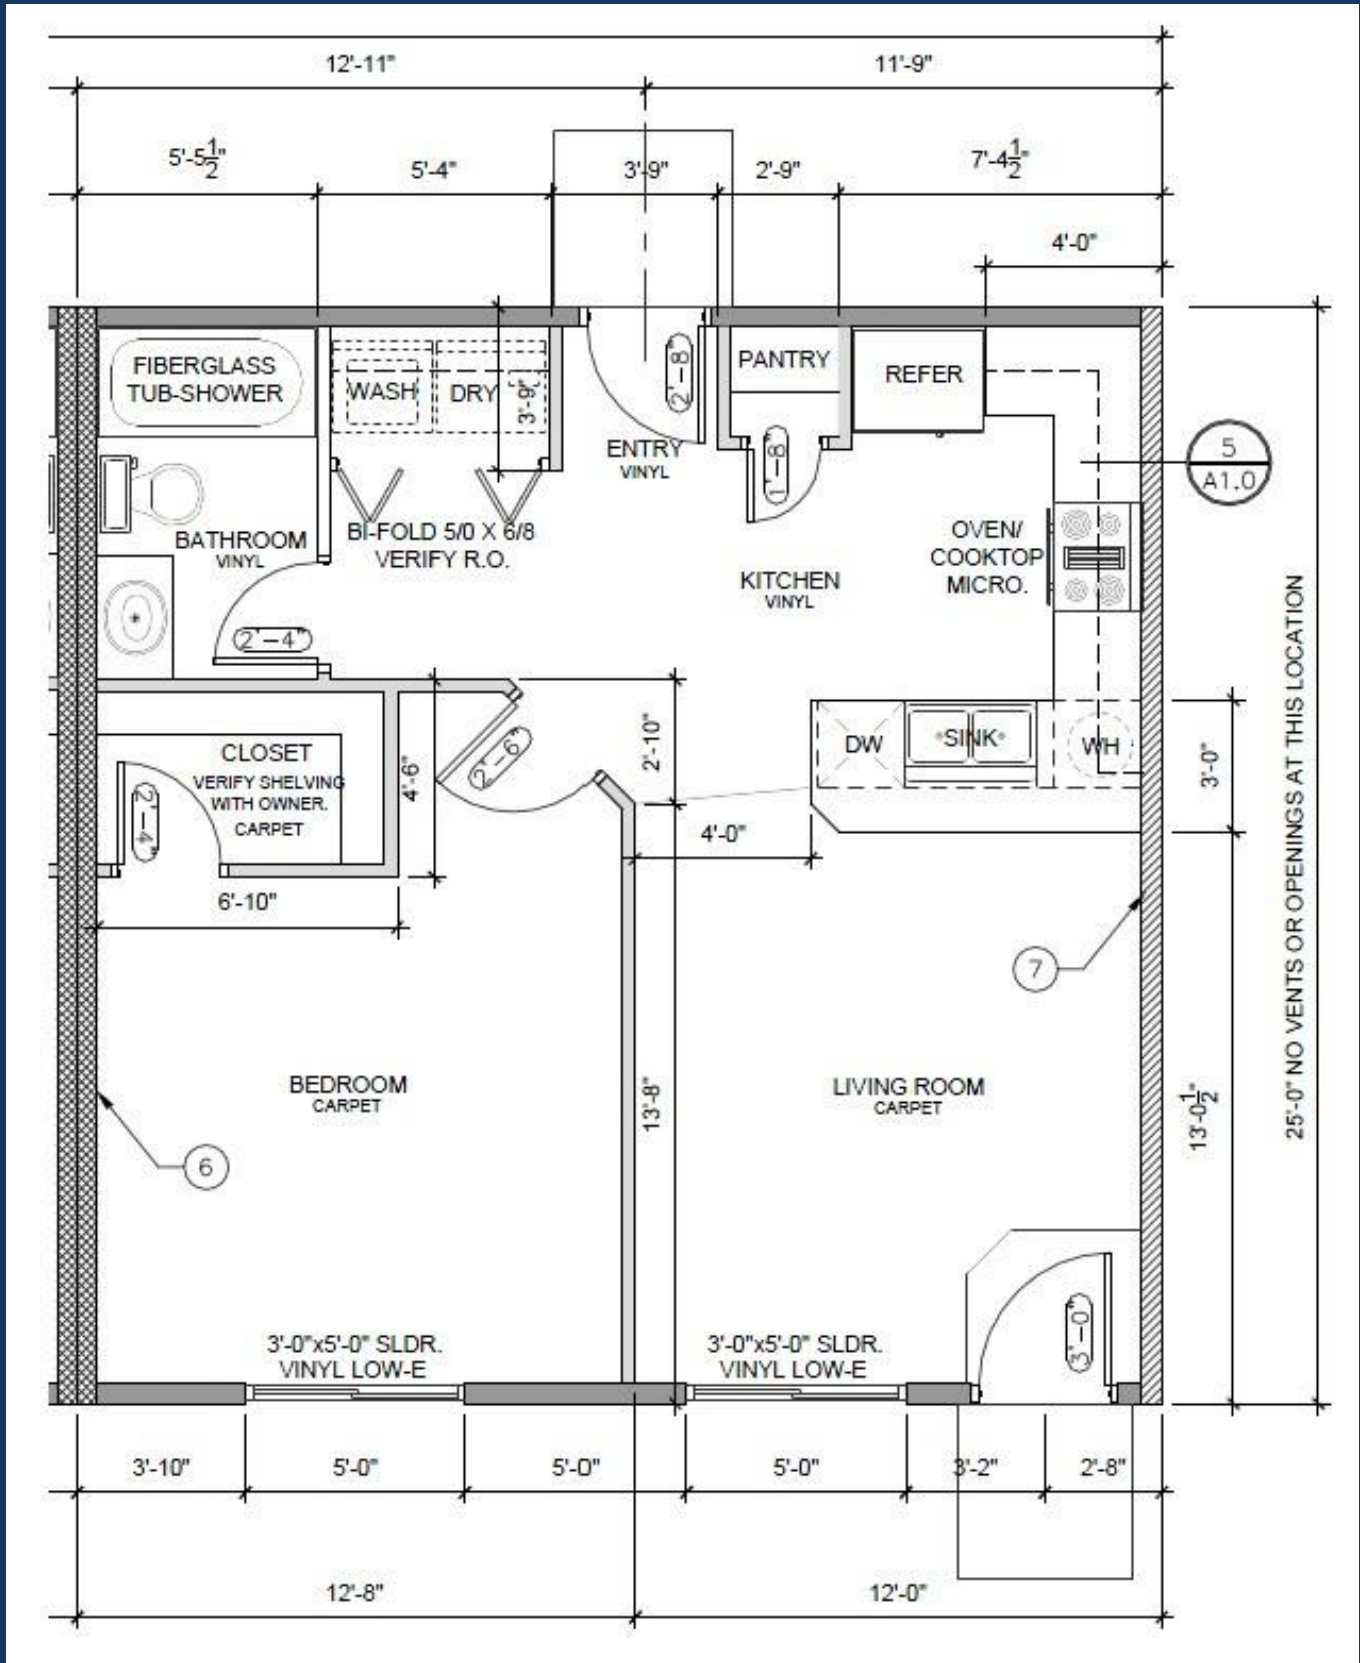 12'-11"
11'-9"
5'-5 1/2"
5'-4"
3'-9"
2'-9"
7'-4 1/2"
4'-0"
FIBERGLASS
TUB-SHOWER
WASH
DRY
3'-9"
2'-8"
PANTRY
REFER
ENTRY
VINYL
1'-8"
5
A1.0
BATHROOM
VINYL
BI-FOLD 5/0 X 6/8
VERIFY R.O.
OVEN/
COOKTOP
MICRO.
KITCHEN
VINYL
2'-4"
2'-6"
2'-10"
DW
SINK
WH
3'-0"
CLOSET
VERIFY SHELVING
WITH OWNER.
CARPET
2'-4"
4'-6"
4'-0"
6'-10"
25'-0" NO VENTS OR OPENINGS AT THIS LOCATION
7
BEDROOM
CARPET
13'-8"
LIVING ROOM
CARPET
13'-0 1/2"
6
3'-0"
3'-0"x5'-0" SLDR.
VINYL LOW-E
3'-0"x5'-0" SLDR.
VINYL LOW-E
3'-10"
5'-0"
5'-0"
5'-0"
3'-2"
2'-8"
12'-8"
12'-0"